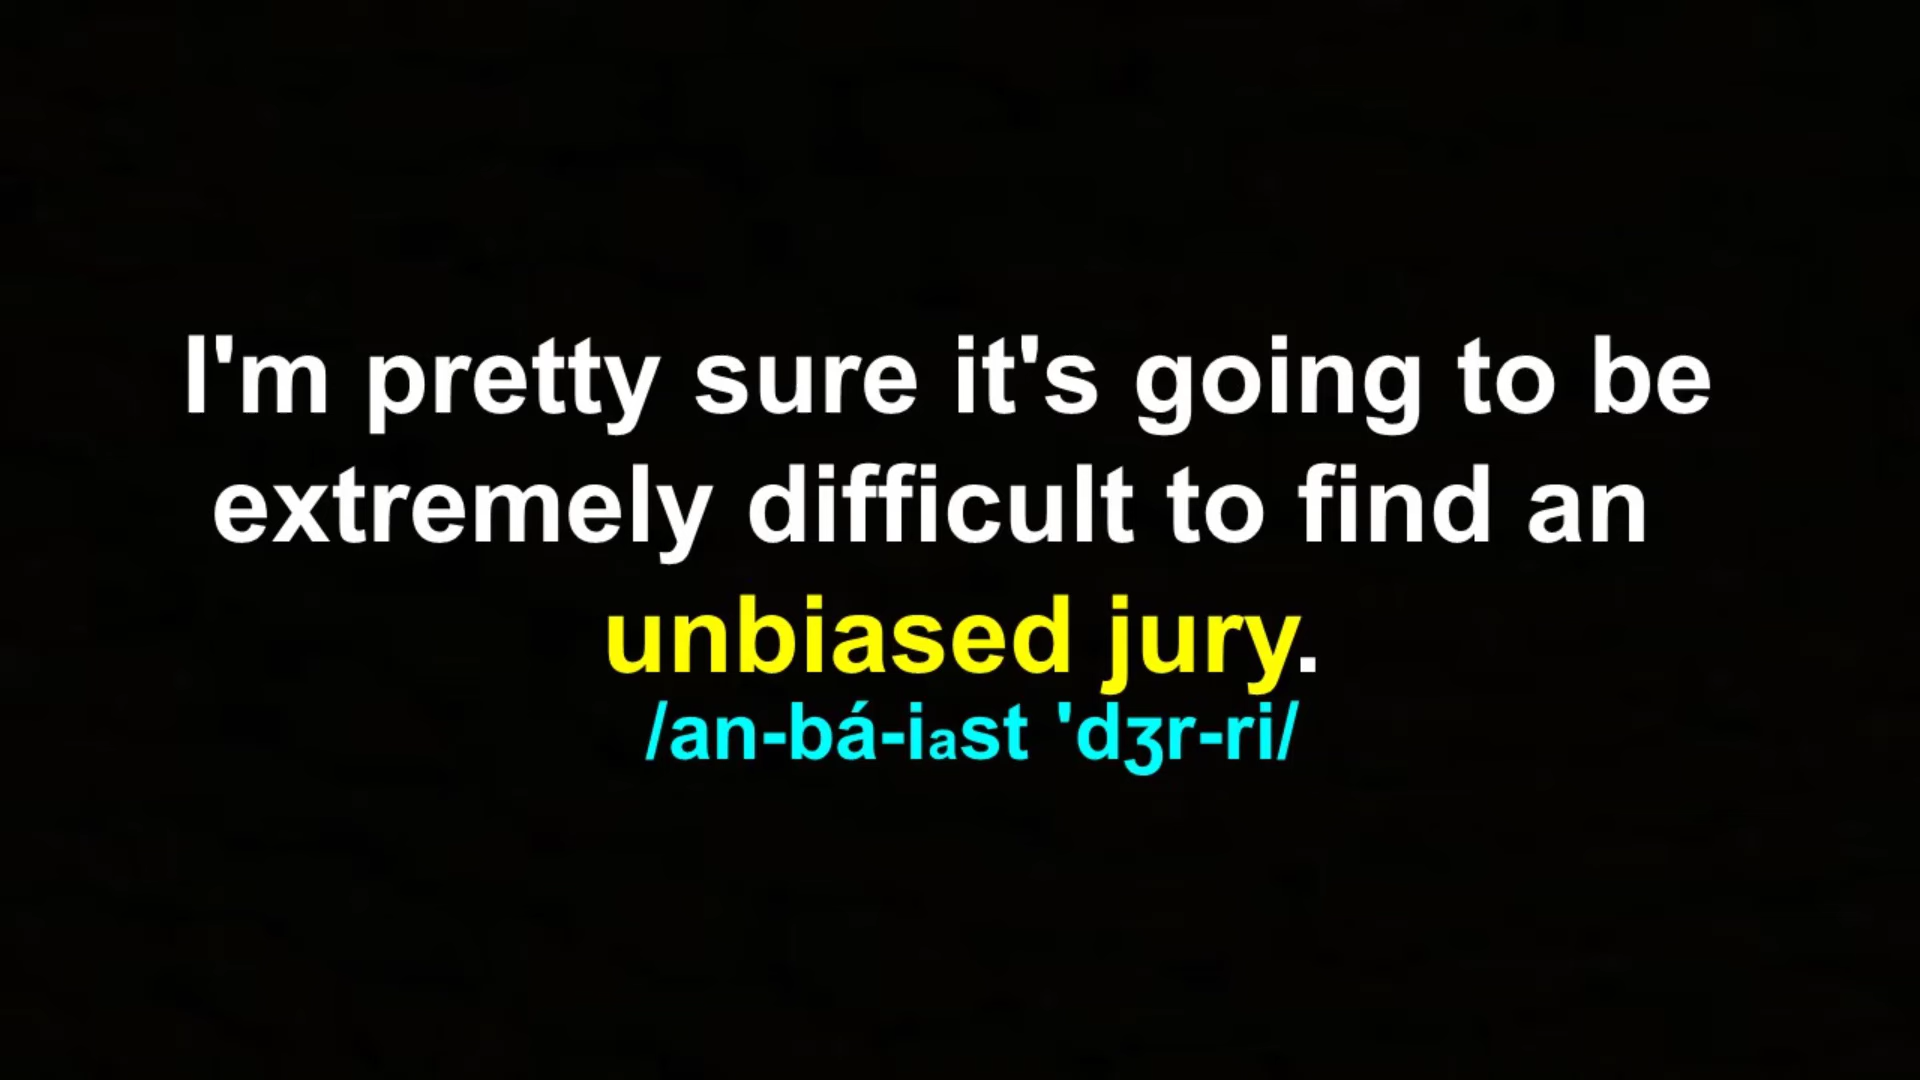 I'm pretty sure it's going to be
extremely difficult to find an
unbiased jury.
/an-bá-iast 'dʒr-ri/